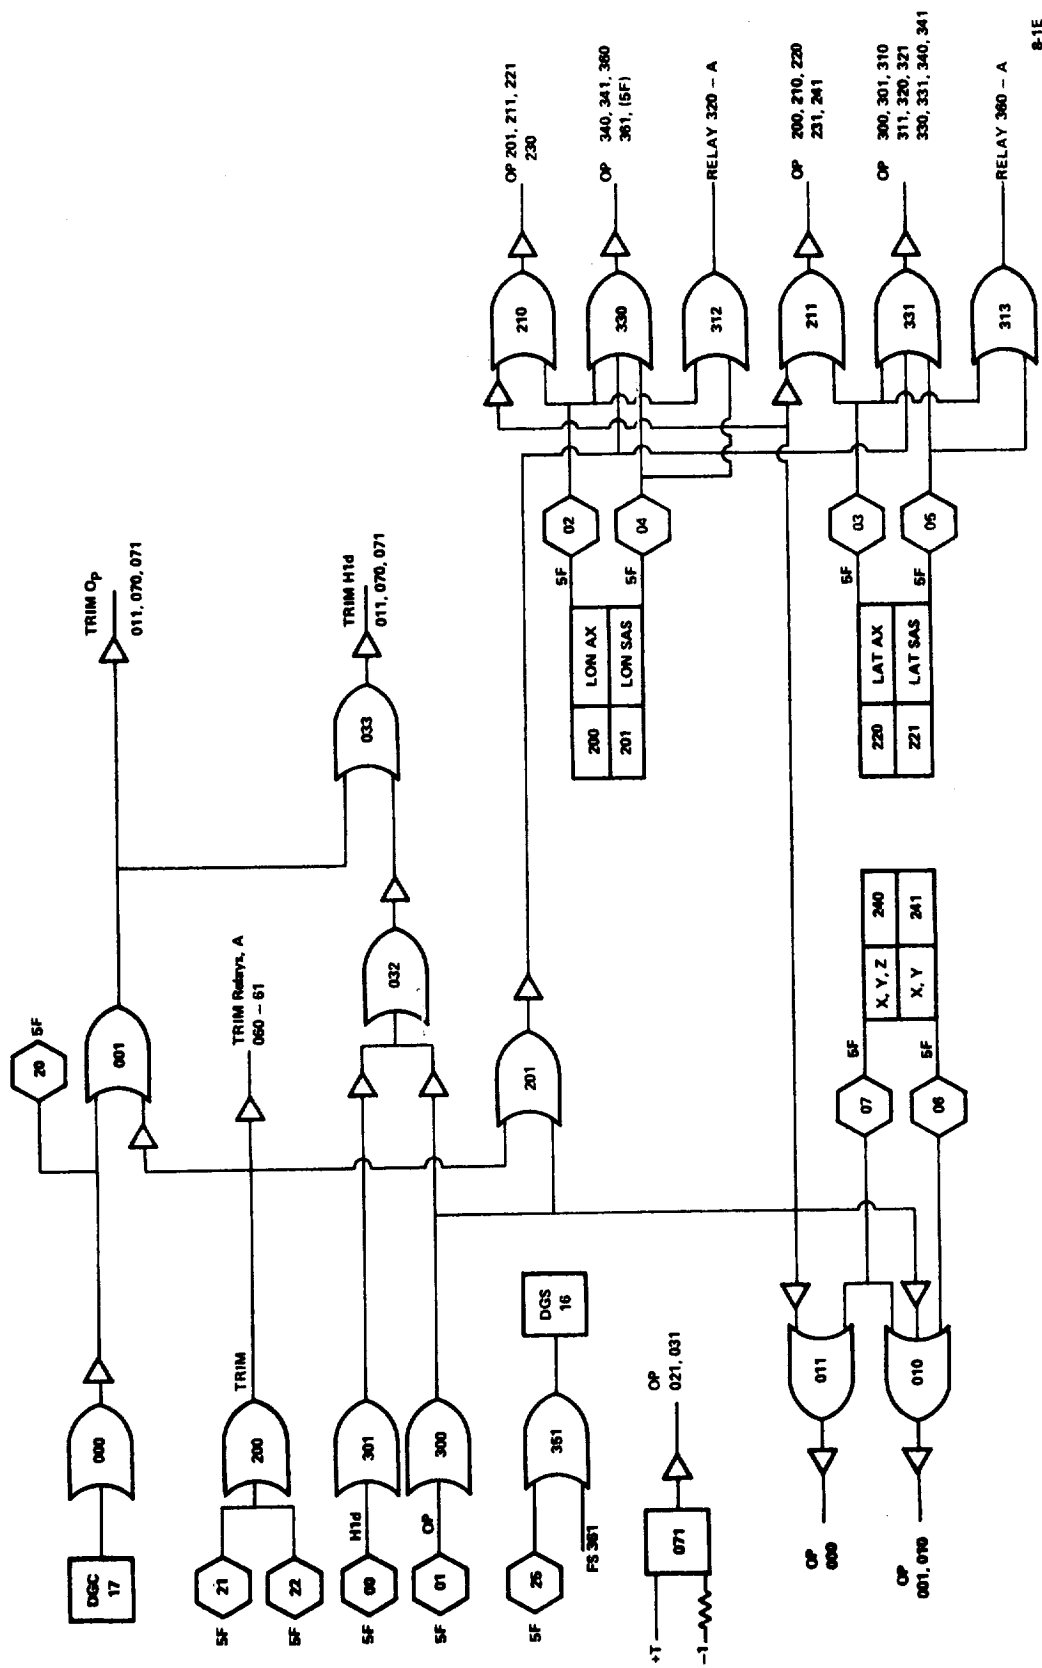 DGC
17
000
20
5F
001
TRIM Op
011, 070, 071
5F
21
5F
22
200
TRIM
TRIM Relays, A
060 – 61
5F
00
H1d
301
5F
01
OP
300
032
033
TRIM H1d
011, 070, 071
5F
25
FS 361
351
DGS
16
201
+T
–1
071
OP
021, 031
OP
000
011
OP
001, 010
010
07
5F
X, Y, Z
240
06
5F
X, Y
241
200
LON AX
5F
02
201
LON SAS
5F
04
220
LAT AX
5F
03
221
LAT SAS
5F
05
210
OP 201, 211, 221
230
330
OP 340, 341, 360
361, (5F)
312
RELAY 320 – A
211
OP 200, 210, 220
231, 241
331
OP 300, 301, 310
311, 320, 321
330, 331, 340, 341
313
RELAY 360 – A
8-1E